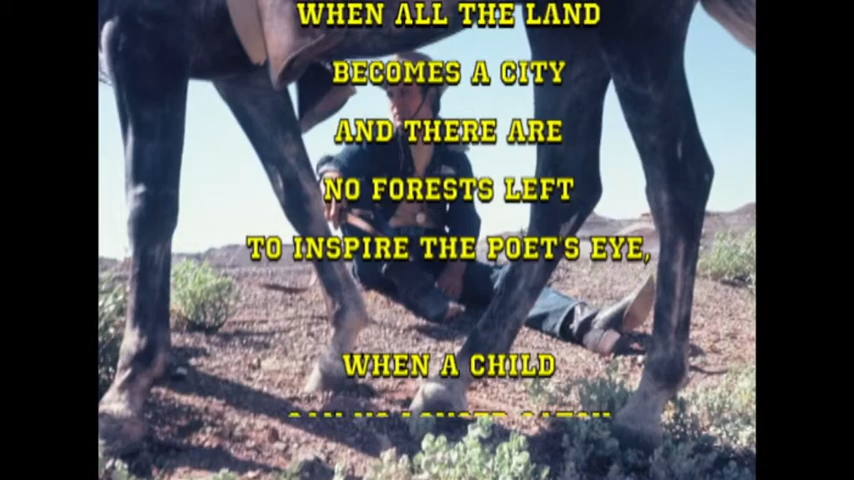 WHEN ALL THE LAND
BECOMES A CITY
AND THERE ARE
NO FORESTS LEFT
TO INSPIRE THE POET'S EYE,
WHEN A CHILD